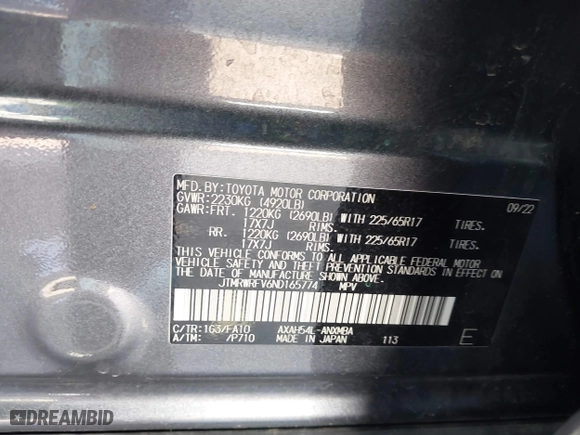 MFD. BY: TOYOTA MOTOR CORPORATION 09/22
GVWR: 2230KG (4920LB)
GAWR: FRT. 1220KG (2690LB) WITH 225/65R17 TIRES.
17X7J RIMS.
RR. 1220KG (2690LB) WITH 225/65R17 TIRES.
17X7J RIMS.
THIS VEHICLE CONFORMS TO ALL APPLICABLE FEDERAL MOTOR
VEHICLE SAFETY AND THEFT PREVENTION STANDARDS IN EFFECT ON
THE DATE OF MANUFACTURE SHOWN ABOVE.
JTMRWRFV6ND165774 MPV
C/TR: 1G3/FA10 AXAH54L-ANXMBA
A/TM: /P710 MADE IN JAPAN 113 E
DREAMBID